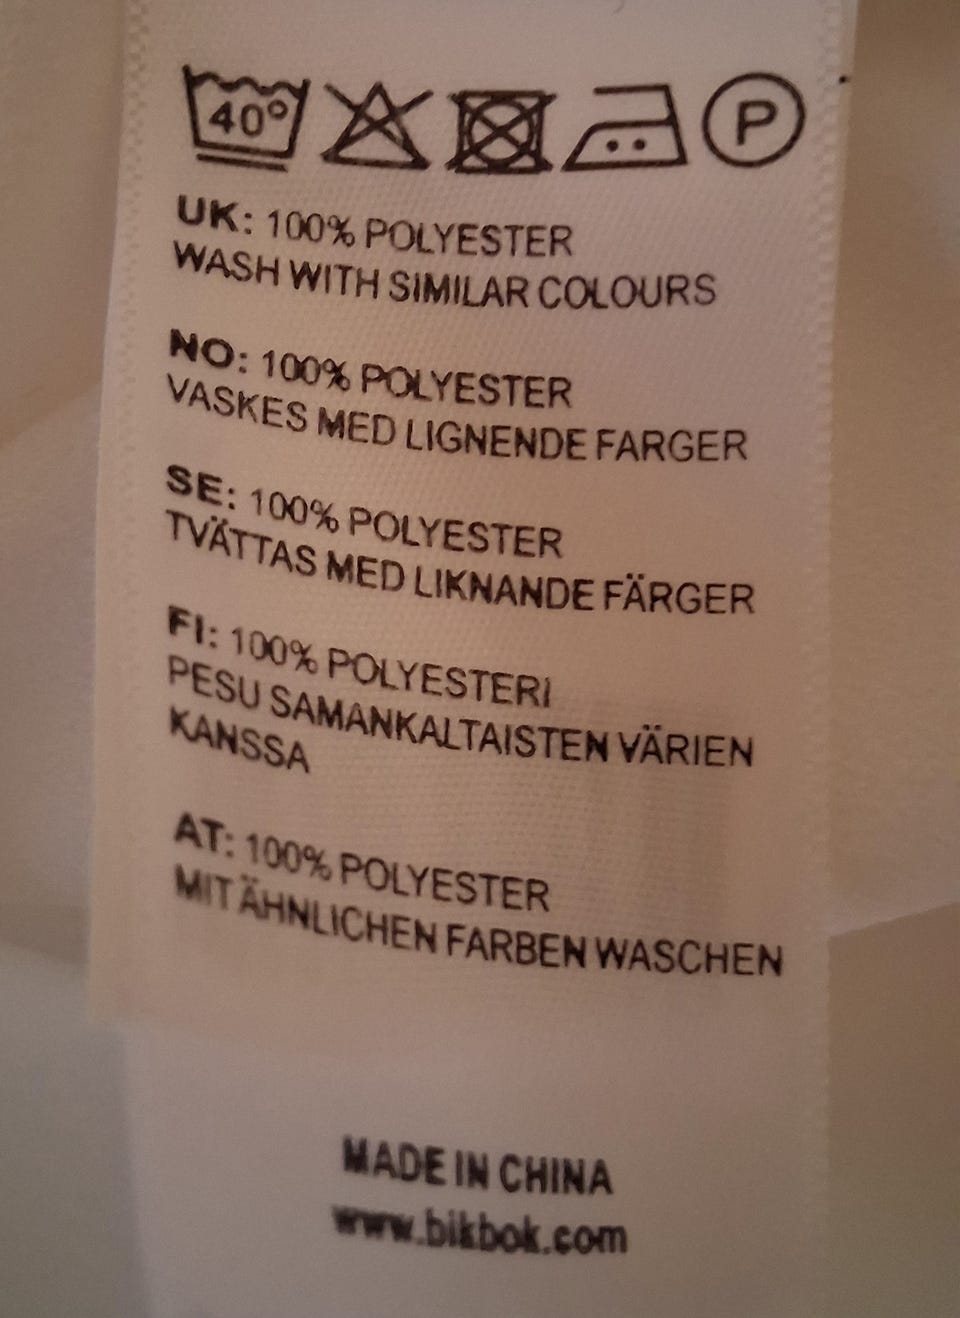 40°
P
UK: 100% POLYESTER
WASH WITH SIMILAR COLOURS
NO: 100% POLYESTER
VASKES MED LIGNENDE FARGER
SE: 100% POLYESTER
TVÄTTAS MED LIKNANDE FÄRGER
FI: 100% POLYESTERI
PESU SAMANKALTAISTEN VÄRIEN
KANSSA
AT: 100% POLYESTER
MIT ÄHNLICHEN FARBEN WASCHEN
MADE IN CHINA
www.bikbok.com